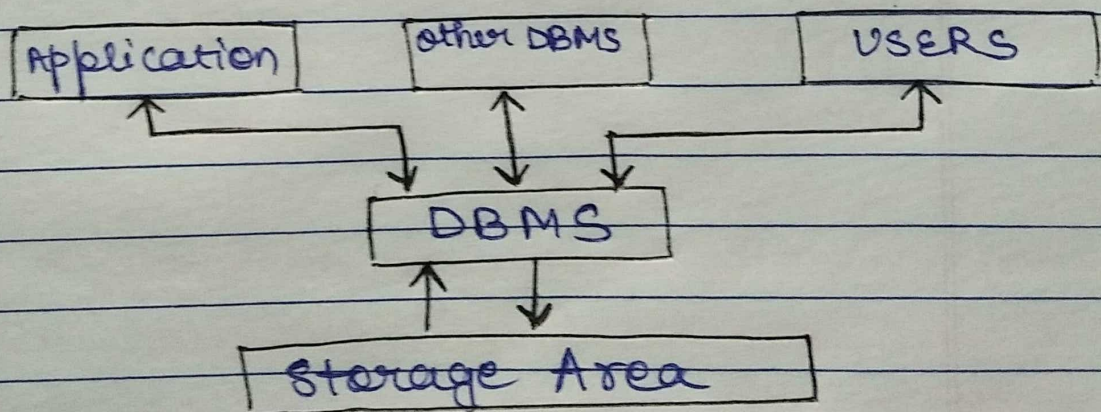 Application
other DBMS
USERS
DBMS
Storage Area